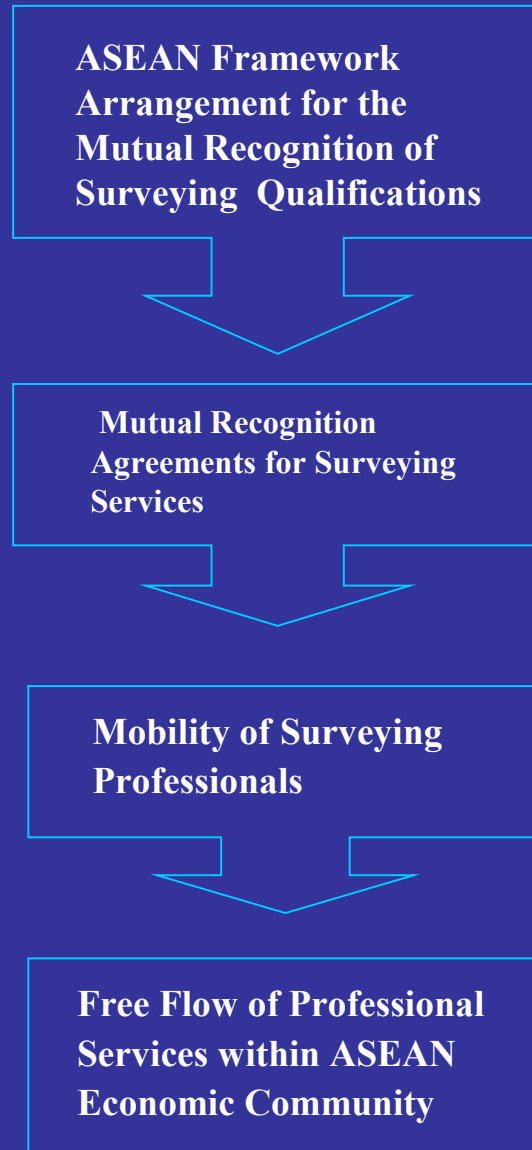 ASEAN Framework
Arrangement for the
Mutual Recognition of
Surveying Qualifications
Mutual Recognition
Agreements for Surveying
Services
Mobility of Surveying
Professionals
Free Flow of Professional
Services within ASEAN
Economic Community